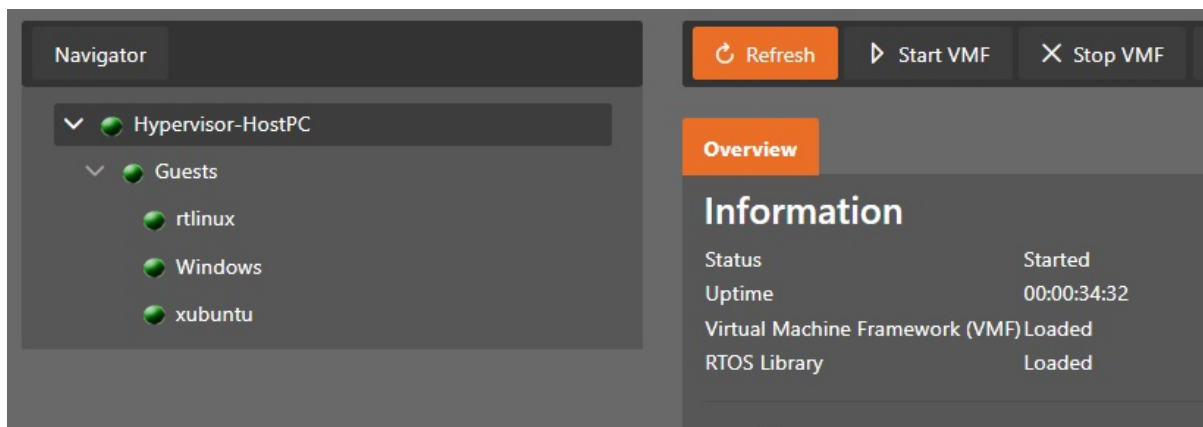 Navigator
Hypervisor-HostPC
Guests
rtlinux
Windows
xubuntu
Refresh Start VMF Stop VMF
Overview
Information
Status Started
Uptime 00:00:34:32
Virtual Machine Framework (VMF) Loaded
RTOS Library Loaded